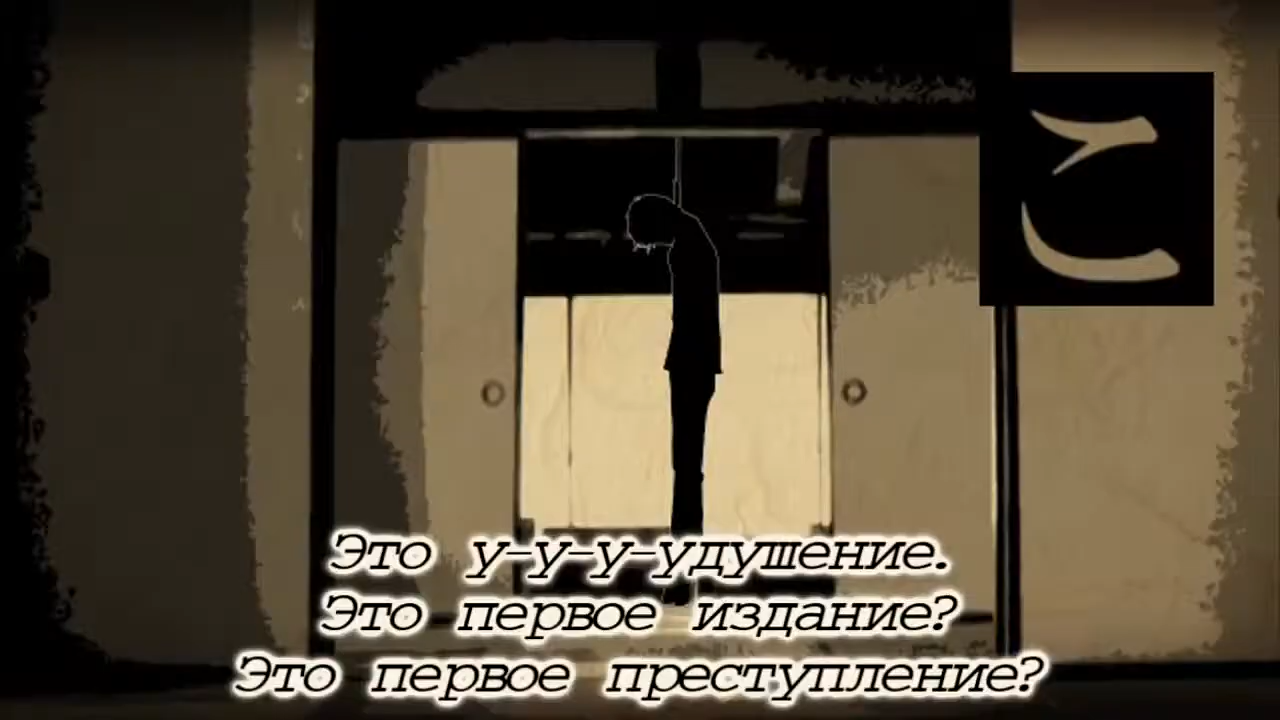 こ
Это у-у-у-удушение.
Это первое издание?
Это первое преступление?